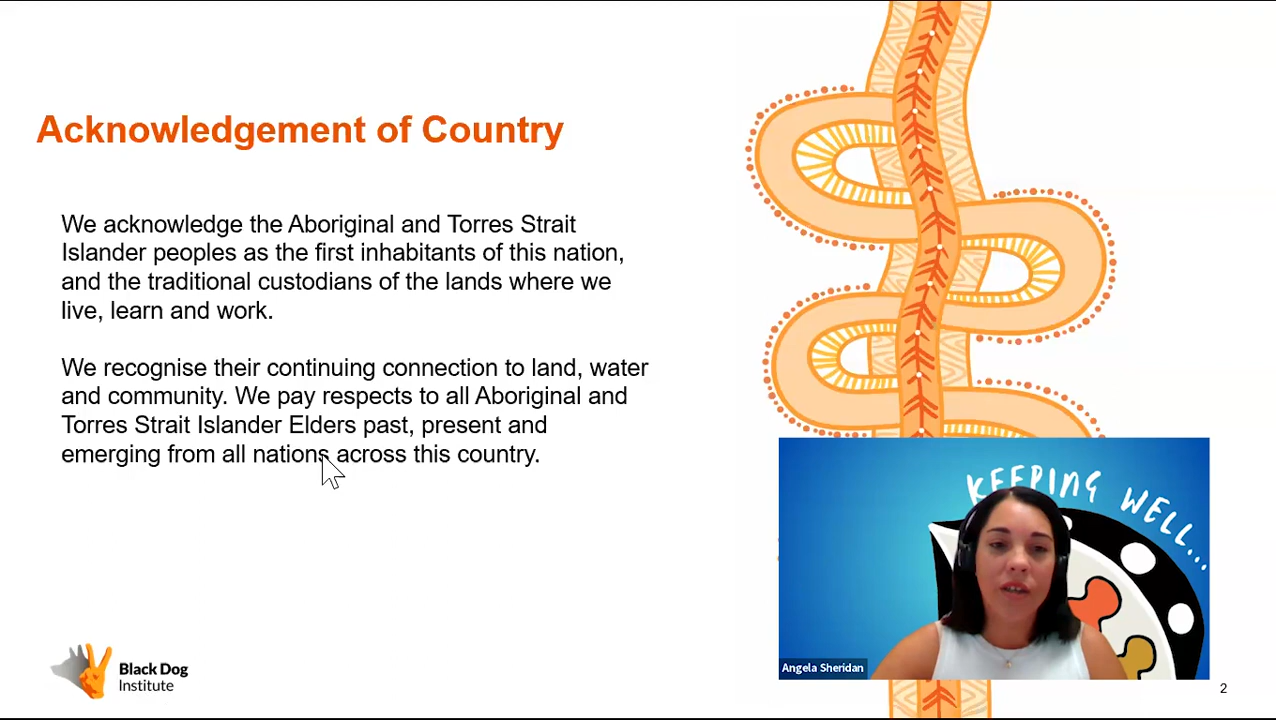 Acknowledgement of Country
We acknowledge the Aboriginal and Torres Strait
Islander peoples as the first inhabitants of this nation,
and the traditional custodians of the lands where we
live, learn and work.
We recognise their continuing connection to land, water
and community. We pay respects to all Aboriginal and
Torres Strait Islander Elders past, present and
emerging from all nations across this country.
KEEPING WELL...
Angela Sheridan
Black Dog
Institute
2